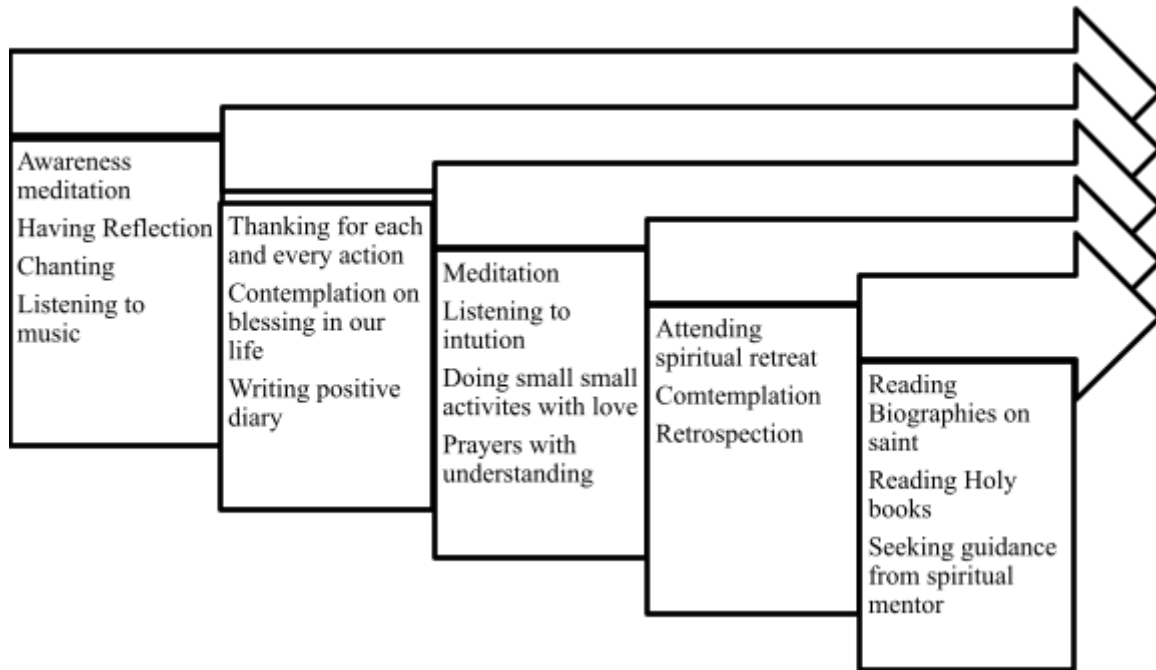 Awareness
meditation
Having Reflection
Chanting
Listening to
music
Thanking for each
and every action
Contemplation on
blessing in our
life
Writing positive
diary
Meditation
Listening to
intution
Doing small small
activites with love
Prayers with
understanding
Attending
spiritual retreat
Comtemplation
Retrospection
Reading
Biographies on
saint
Reading Holy
books
Seeking guidance
from spiritual
mentor